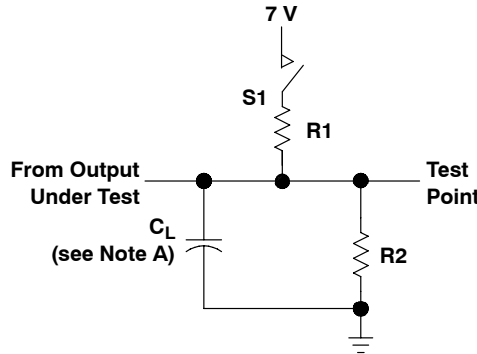 7 V
S1
R1
From Output
Under Test
Test
Point
CL
(see Note A)
R2